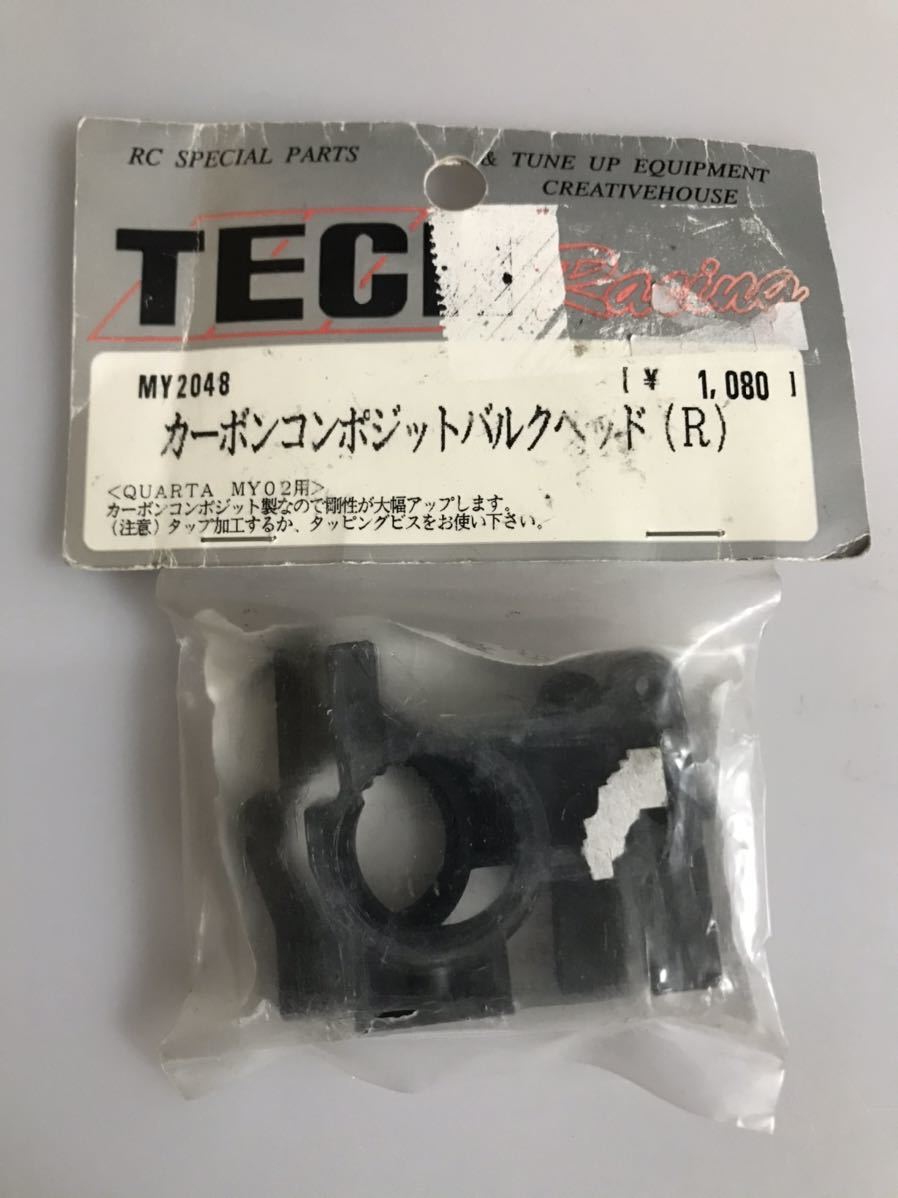 RC SPECIAL PARTS & TUNE UP EQUIPMENT
CREATIVEHOUSE
TECH Racing
MY2048 [ ¥ 1,080 ]
カーボンコンポジットバルクヘッド(R)
<QUARTA MY02用>
カーボンコンポジット製なので剛性が大幅アップします。
(注意)タップ加工するか、タッピングビスをお使い下さい。